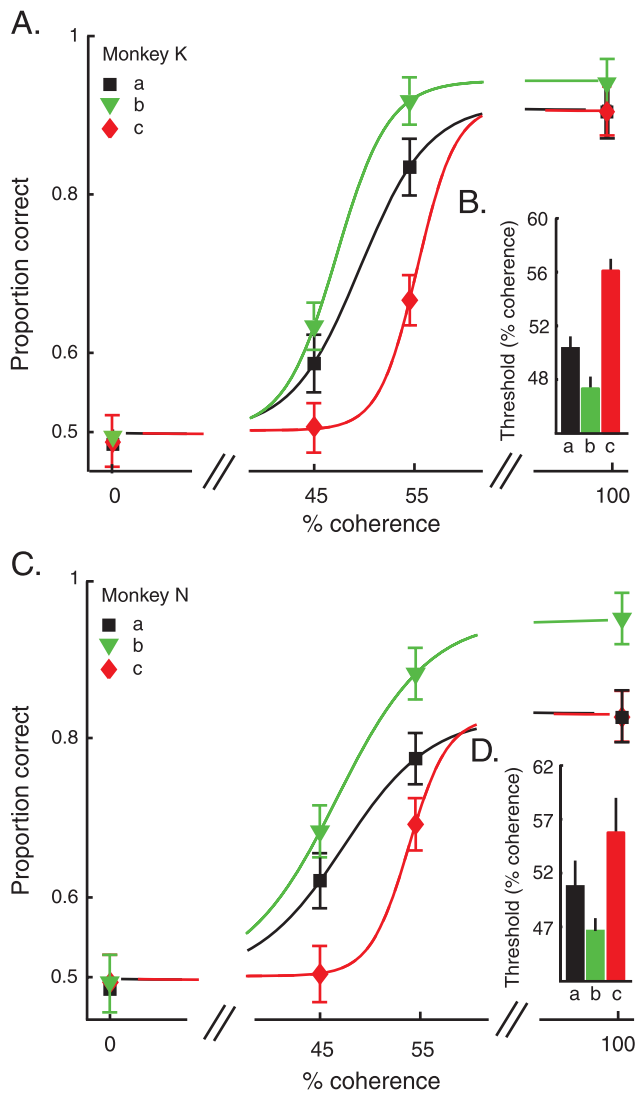 A.
1
Monkey K
a
b
c
0.8
0.6
0.5
Proportion correct
0
45
55
100
% coherence
B.
60
56
52
48
Threshold (% coherence)
a b c
C.
1
Monkey N
a
b
c
0.8
0.6
0.5
Proportion correct
0
45
55
100
% coherence
D.
62
57
52
47
Threshold (% coherence)
a b c